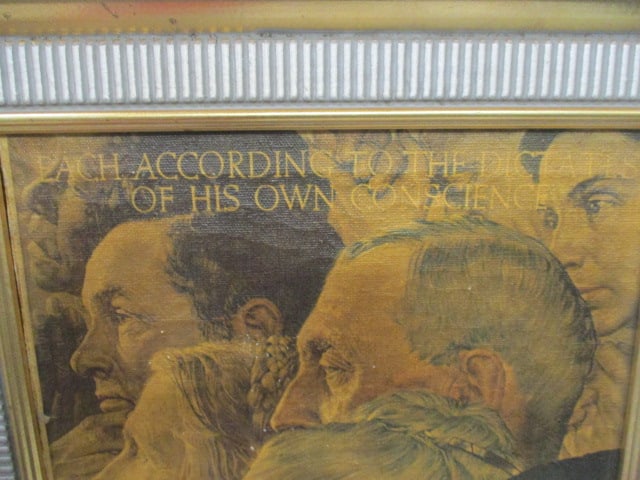 EACH ACCORDING TO THE DICTATES
OF HIS OWN CONSCIENCE